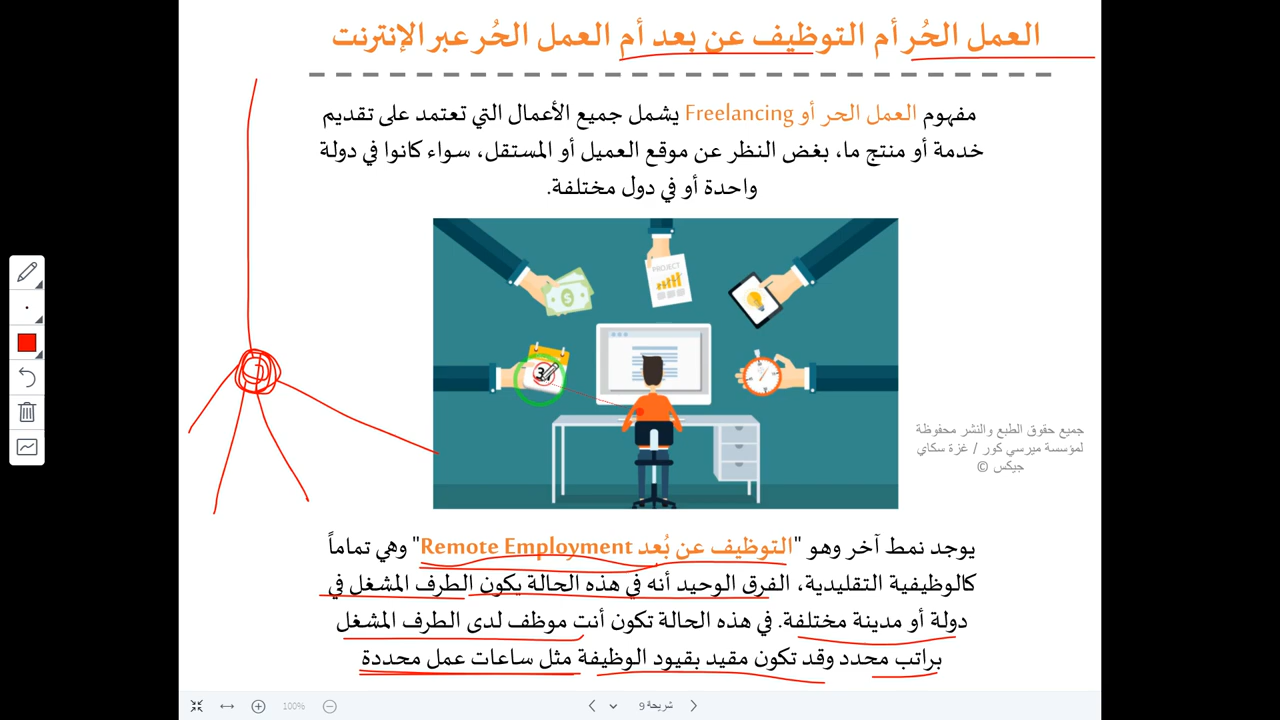 العمل الحُر أم التوظيف عن بعد أم العمل الحُر عبر الإنترنت
مفهوم العمل الحر أو Freelancing يشمل جميع الأعمال التي تعتمد على تقديم
خدمة أو منتج ما، بغض النظر عن موقع العميل أو المستقل، سواء كانوا في دولة
واحدة أو في دول مختلفة.
PROJECT
جميع حقوق الطبع والنشر محفوظة
لمؤسسة ميرسي كور / غزة سكاي
جيكس ©
يوجد نمط آخر وهو "التوظيف عن بُعد Remote Employment" وهي تماماً
كالوظيفية التقليدية، الفرق الوحيد أنه في هذه الحالة يكون الطرف المشغل في
دولة أو مدينة مختلفة. في هذه الحالة تكون أنت موظف لدى الطرف المشغل
براتب محدد وقد تكون مقيد بقيود الوظيفة مثل ساعات عمل محددة
شريحة 9
100%